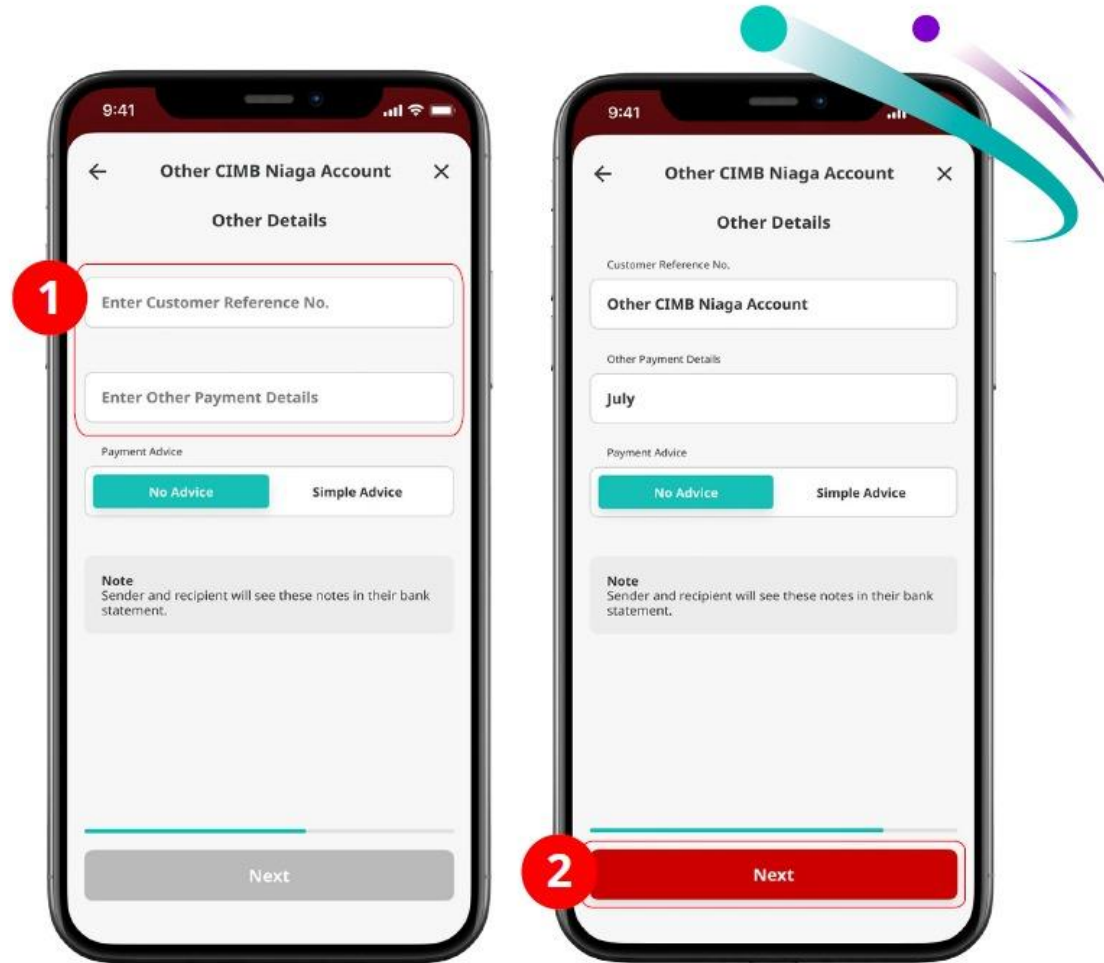 9:41
Other CIMB Niaga Account
Other Details
1
Enter Customer Reference No.
Enter Other Payment Details
Payment Advice
No Advice
Simple Advice
Note
Sender and recipient will see these notes in their bank
statement.
Next
9:41
Other CIMB Niaga Account
Other Details
Customer Reference No.
Other CIMB Niaga Account
Other Payment Details
July
Payment Advice
No Advice
Simple Advice
Note
Sender and recipient will see these notes in their bank
statement.
2
Next